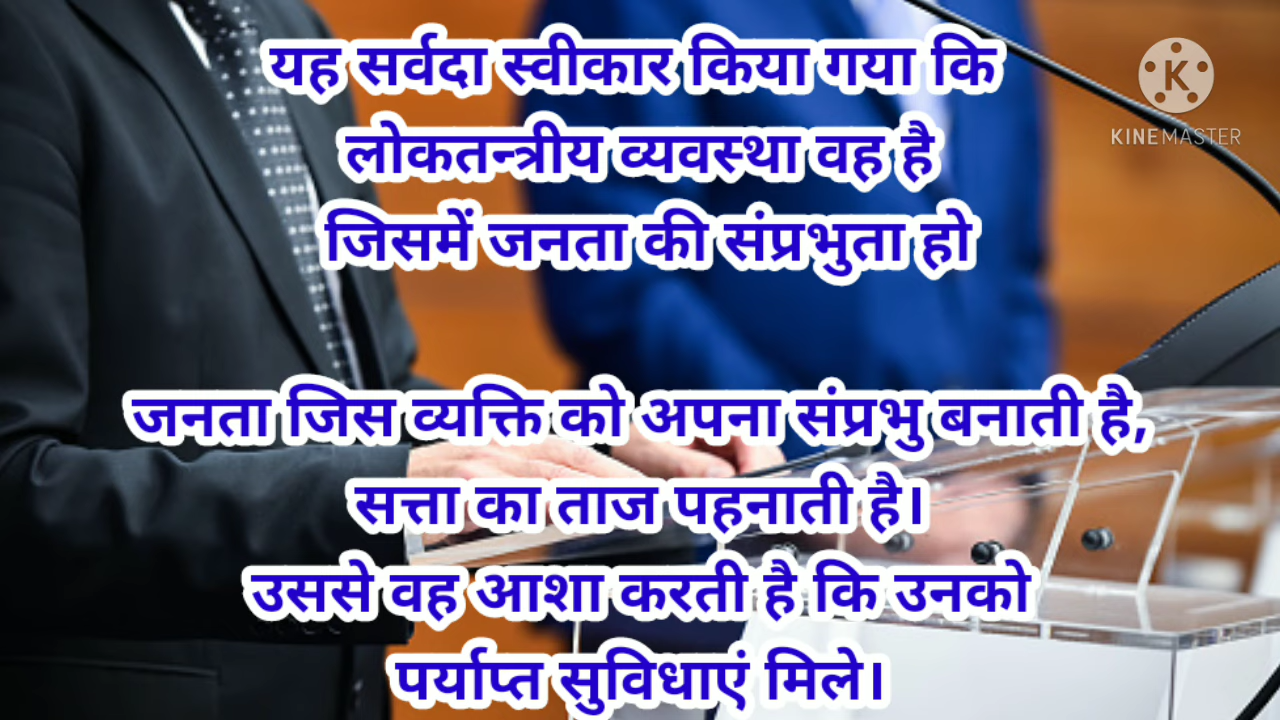 यह सर्वदा स्वीकार किया गया कि
लोकतन्त्रीय व्यवस्था वह है
जिसमें जनता की संप्रभुता हो
जनता जिस व्यक्ति को अपना संप्रभु बनाती है,
सत्ता का ताज पहनाती है।
उससे वह आशा करती है कि उनको
पर्याप्त सुविधाएं मिले।
K
KINEMASTER